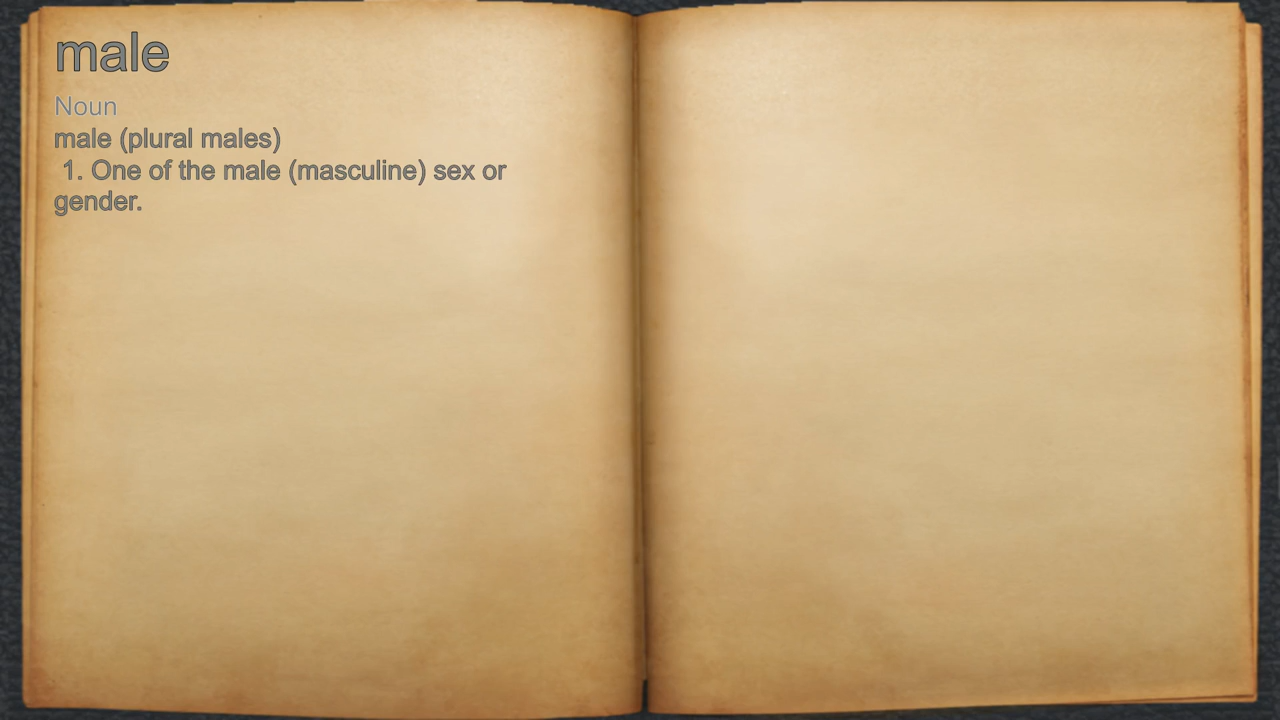 male
Noun
male (plural males)
1. One of the male (masculine) sex or
gender.